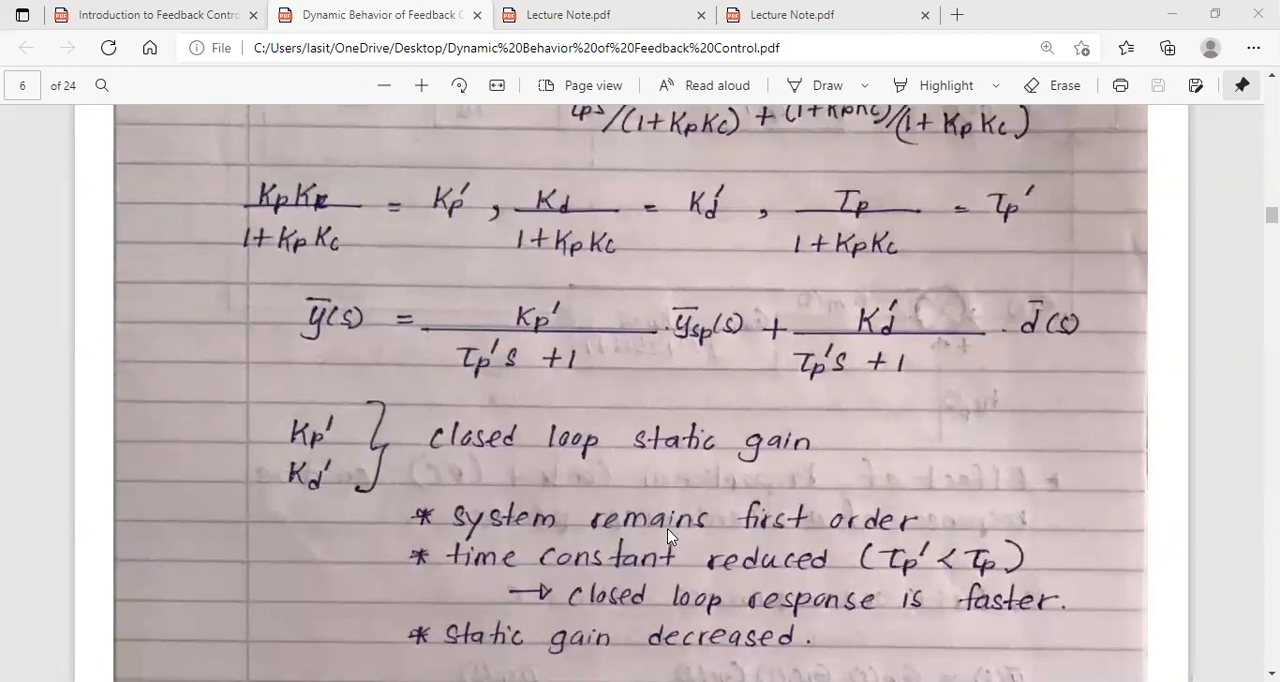 Introduction to Feedback Contro
Dynamic Behavior of Feedback C
Lecture Note.pdf
Lecture Note.pdf
File
C:/Users/lasit/OneDrive/Desktop/Dynamic%20Behavior%20of%20Feedback%20Control.pdf
6 of 24
Page view
Read aloud
Draw
Highlight
Erase
τps/(1+KpKc) + (1+KpKc)/(1+KpKc)
KpKc/(1+KpKc) = Kp′ , Kd/(1+KpKc) = Kd′ , τp/(1+KpKc) = τp′
ȳ(s) = Kp′/(τp′s +1) · ȳsp(s) + Kd′/(τp′s +1) · d̄(s)
Kp′
Kd′ } closed loop static gain
* system remains first order
* time constant reduced (τp′ < τp)
→ closed loop response is faster.
* static gain decreased.